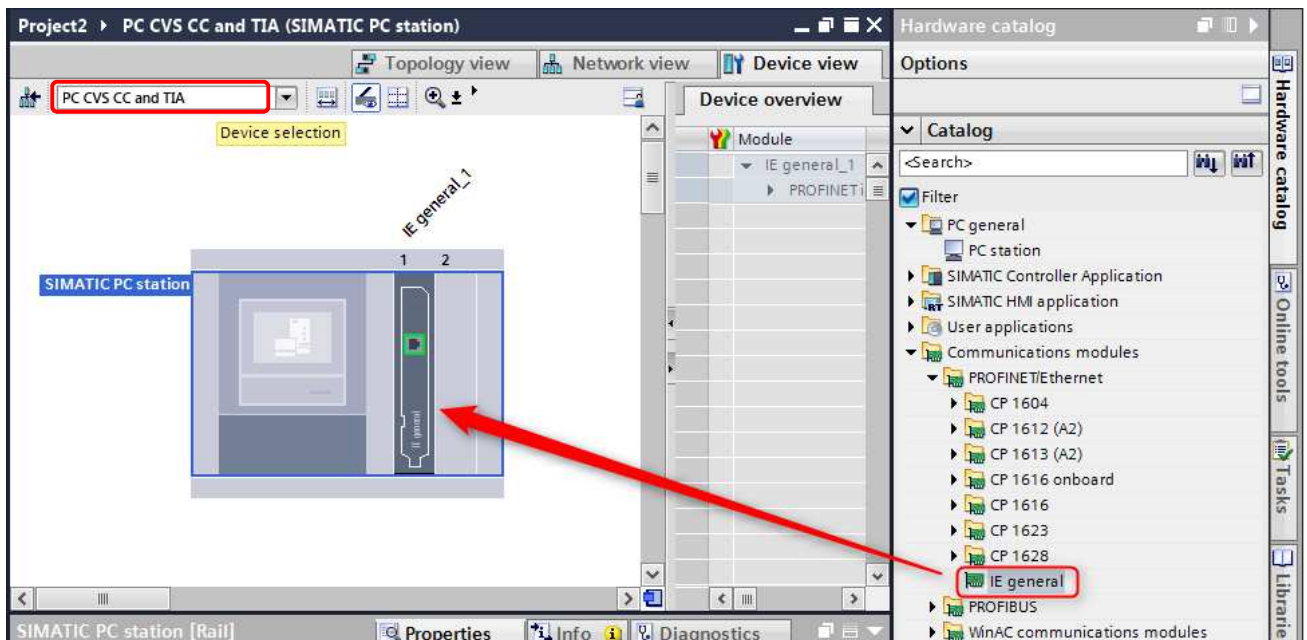 Project2 ▸ PC CVS CC and TIA (SIMATIC PC station)
Topology view
Network view
Device view
PC CVS CC and TIA
Device selection
IE general_1
1 2
SIMATIC PC station
IE general
Device overview
Module
IE general_1
PROFINET i
SIMATIC PC station [Rail]
Properties
Info
Diagnostics
Hardware catalog
Options
Catalog
<Search>
Filter
PC general
PC station
SIMATIC Controller Application
RT SIMATIC HMI application
User applications
Communications modules
PROFINET/Ethernet
CP 1604
CP 1612 (A2)
CP 1613 (A2)
CP 1616 onboard
CP 1616
CP 1623
CP 1628
IE general
PROFIBUS
WinAC communications modules
Hardware catalog
Online tools
Tasks
Librarie